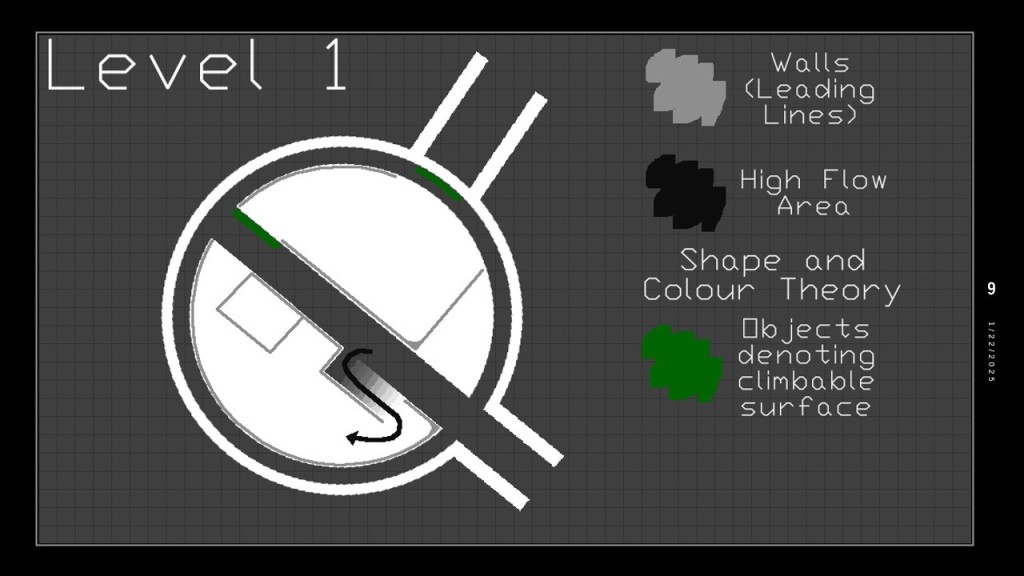 Level 1
Walls
(Leading
Lines)
High Flow
Area
Shape and
Colour Theory
Objects
denoting
climbable
surface
9
1/22/2025